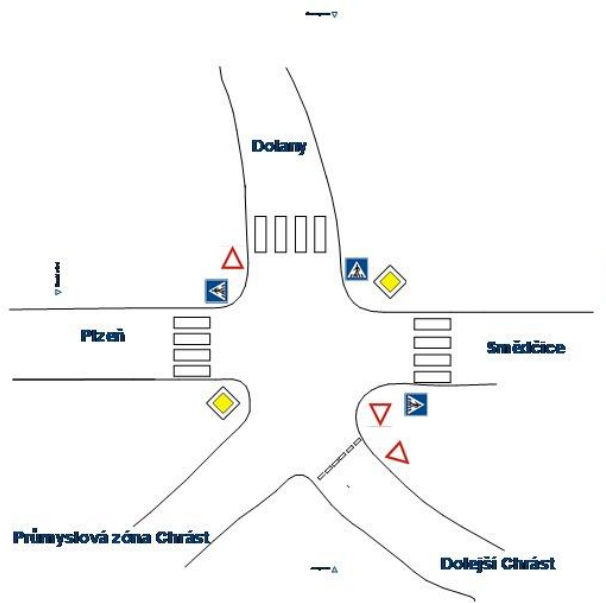 Dolany
Plzeň
Smědčice
Průmyslová zóna Chrást
Dolejší Chrást